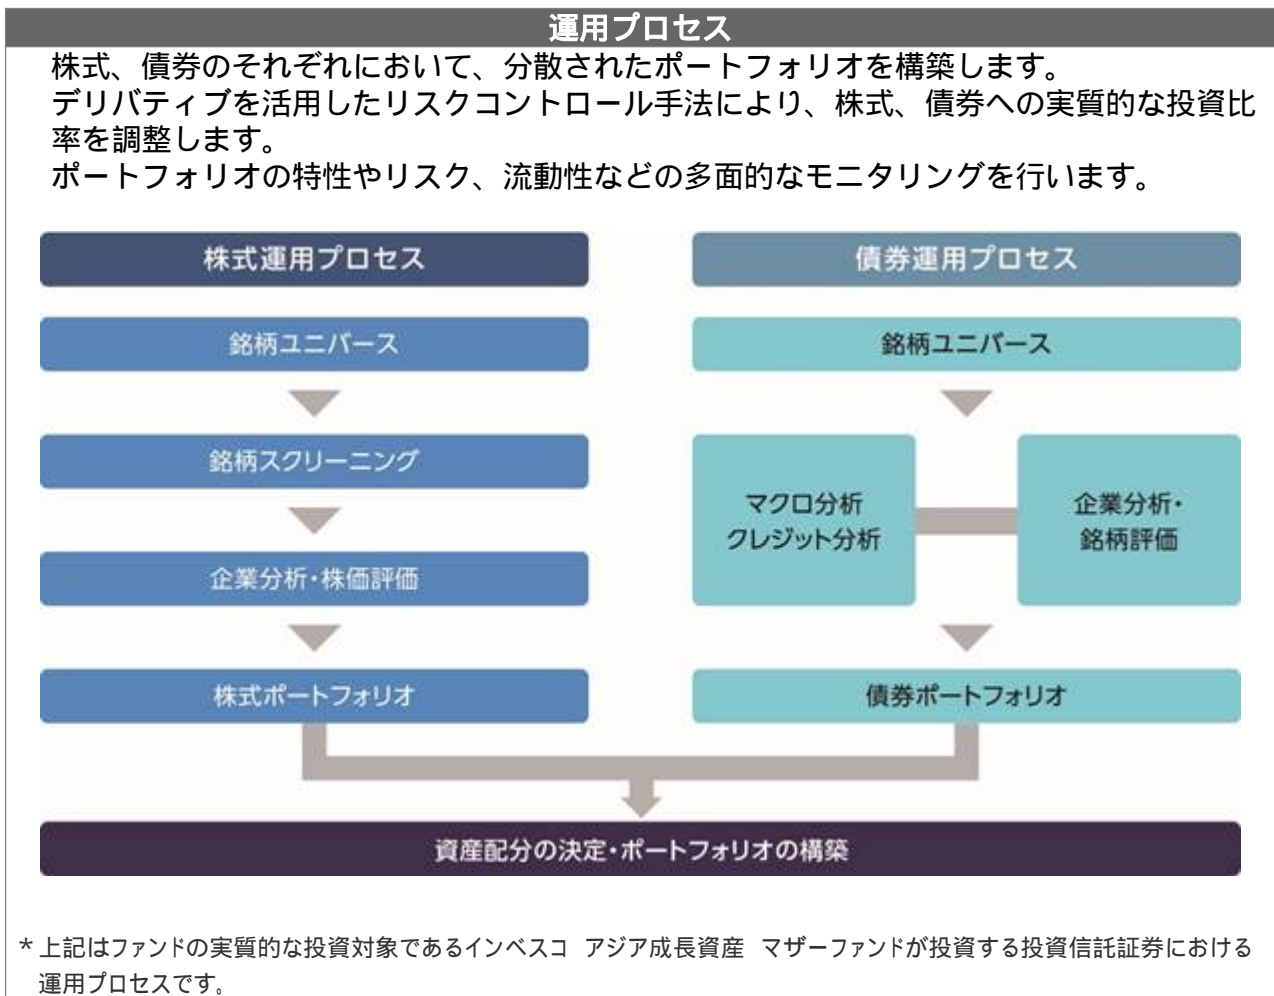 運用プロセス
株式、債券のそれぞれにおいて、分散されたポートフォリオを構築します。
デリバティブを活用したリスクコントロール手法により、株式、債券への実質的な投資比
率を調整します。
ポートフォリオの特性やリスク、流動性などの多面的なモニタリングを行います。
株式運用プロセス
銘柄ユニバース
銘柄スクリーニング
企業分析・株価評価
株式ポートフォリオ
債券運用プロセス
銘柄ユニバース
マクロ分析
クレジット分析
企業分析・
銘柄評価
債券ポートフォリオ
資産配分の決定・ポートフォリオの構築
* 上記はファンドの実質的な投資対象であるインベスコ アジア成長資産 マザーファンドが投資する投資信託証券における
運用プロセスです。